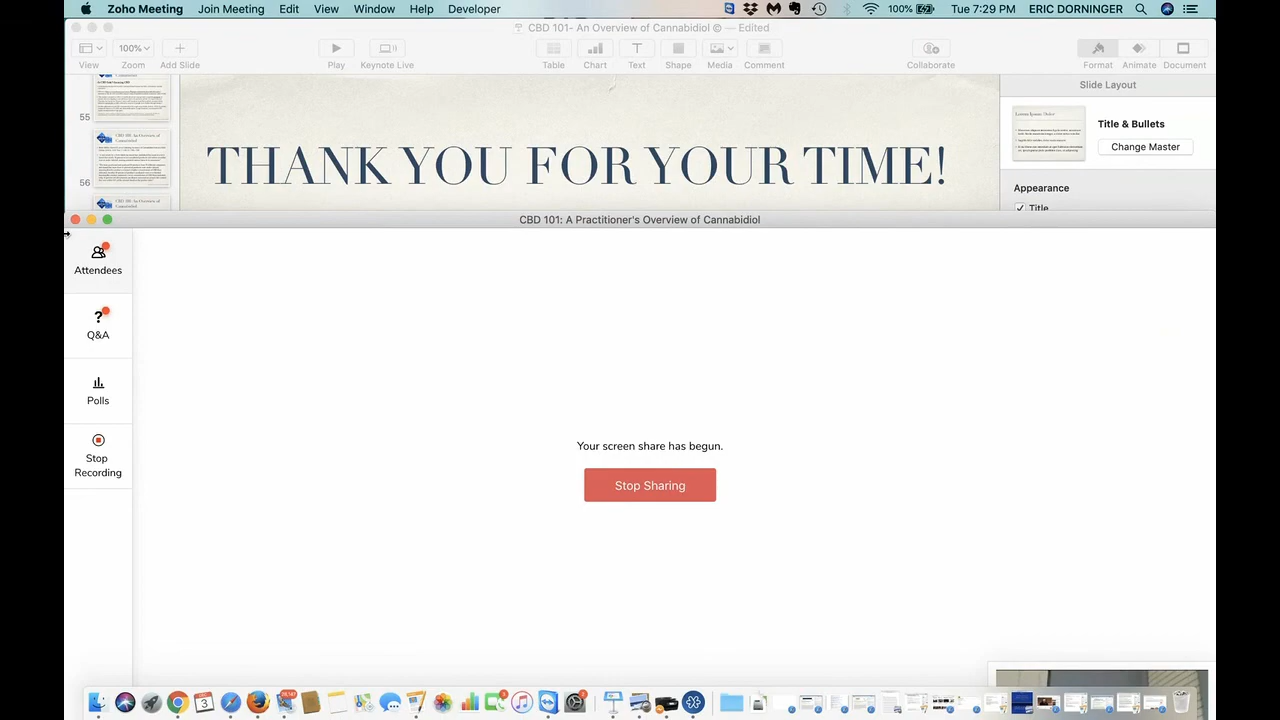 Zoho Meeting Join Meeting Edit View Window Help Developer 100% Tue 7:29 PM ERIC DORNINGER
CBD 101- An Overview of Cannabidiol © — Edited
100%
View Zoom Add Slide Play Keynote Live Table Chart Text Shape Media Comment Collaborate Format Animate Document
Slide Layout
55
56
THANK YOU FOR YOUR TIME!
Title & Bullets
Change Master
Appearance
Title
CBD 101: A Practitioner's Overview of Cannabidiol
Attendees
?
Q&A
Polls
Stop
Recording
Your screen share has begun.
Stop Sharing
3